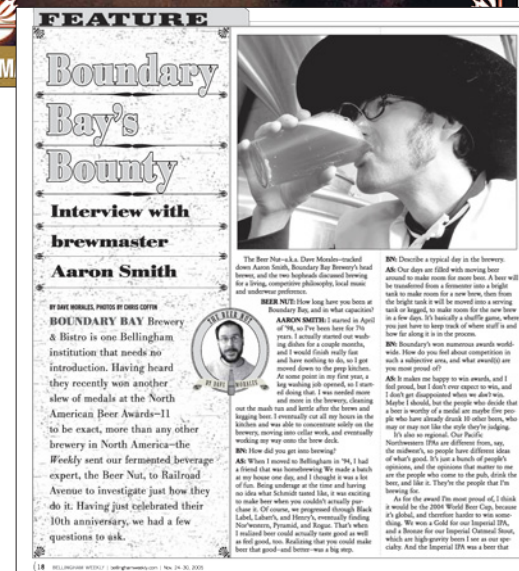 FEATURE
Boundary
Bay's
Bounty
Interview with
brewmaster
Aaron Smith
BY DAVE MORALES, PHOTOS BY CHRIS COFFIN
BOUNDARY BAY Brewery
& Bistro is one Bellingham
institution that needs no
introduction. Having heard
they recently won another
slew of medals at the North
American Beer Awards—11
to be exact, more than any other
brewery in North America—the
Weekly sent our fermented beverage
expert, the Beer Nut, to Railroad
Avenue to investigate just how they
do it. Having just celebrated their
10th anniversary, we had a few
questions to ask.
THE BEER NUT
BY DAVE MORALES
The Beer Nut—a.k.a. Dave Morales—tracked
down Aaron Smith, Boundary Bay Brewery's head
brewer, and the two hopheads discussed brewing
for a living, competitive philosophy, local music
and underwear preference.
BEER NUT: How long have you been at
Boundary Bay, and in what capacities?
AARON SMITH: I started in April
of '98, so I've been here for 7½
years. I actually started out wash-
ing dishes for a couple months,
and I would finish really fast
and have nothing to do, so I got
moved down to the prep kitchen.
At some point in my first year, a
keg washing job opened, so I start-
ed doing that. I was needed more
and more in the brewery, cleaning
out the mash tun and kettle after the brews and
kegging beer. I eventually cut all my hours in the
kitchen and was able to concentrate solely on the
brewery, moving into cellar work, and eventually
working my way onto the brew deck.
BN: How did you get into brewing?
AS: When I moved to Bellingham in '94, I had
a friend that was homebrewing We made a batch
at my house one day, and I thought it was a lot
of fun. Being underage at the time and having
no idea what Schmidt tasted like, it was exciting
to make beer when you couldn't actually pur-
chase it. Of course, we progressed through Black
Label, Labatt's, and Henry's, eventually finding
Nor'western, Pyramid, and Rogue. That's when
I realized beer could actually taste good as well
as feel good, too. Realizing that you could make
beer that good—and better—was a big step.
BN: Describe a typical day in the brewery.
AS: Our days are filled with moving beer
around to make room for more beer. A beer will
be transferred from a fermenter into a bright
tank to make room for a new brew, then from
the bright tank it will be moved into a serving
tank or kegged, to make room for the new brew
in a few days. It's basically a shuffle game, where
you just have to keep track of where stuff is and
how far along it is in the process.
BN: Boundary's won numerous awards world-
wide. How do you feel about competition in
such a subjective area, and what award(s) are
you most proud of?
AS: It makes me happy to win awards, and I
feel proud, but I don't ever expect to win, and
I don't get disappointed when we don't win.
Maybe I should, but the people who decide that
a beer is worthy of a medal are maybe five peo-
ple who have already drunk 10 other beers, who
may or may not like the style they're judging.
It's also so regional. Our Pacific
Northwestern IPAs are different from, say,
the midwest's, so people have different ideas
of what's good. It's just a bunch of people's
opinions, and the opinions that matter to me
are the people who come to the pub, drink the
beer, and like it. They're the people that I'm
brewing for.
As for the award I'm most proud of, I think
it would be the 2004 World Beer Cup, because
it's global, and therefore harder to win some-
thing. We won a Gold for our Imperial IPA,
and a Bronze for our Imperial Oatmeal Stout,
which are high-gravity beers I see as our spe-
cialty. And the Imperial IPA was a beer that
18 BELLINGHAM WEEKLY | bellinghamweekly.com | Nov. 24-30, 2005